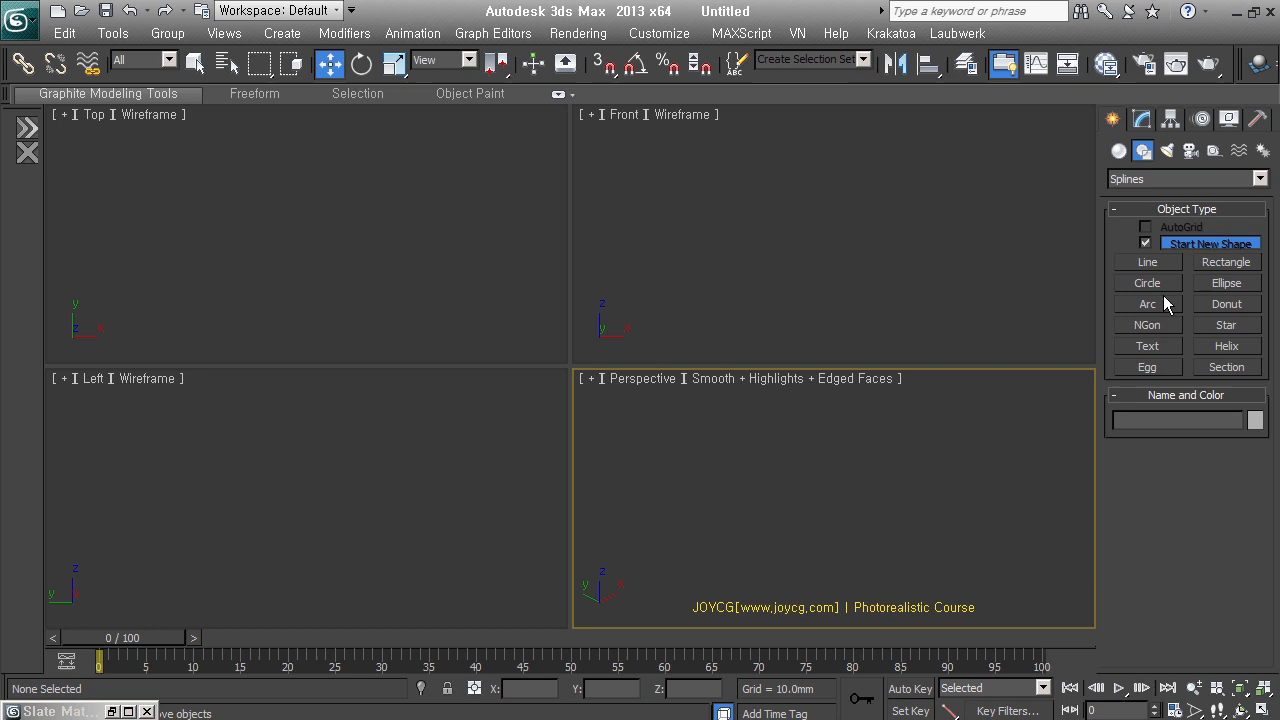 Workspace: Default
Autodesk 3ds Max  2013 x64
Untitled
Type a keyword or phrase
Edit
Tools
Group
Views
Create
Modifiers
Animation
Graph Editors
Rendering
Customize
MAXScript
VN
Help
Krakatoa
Laubwerk
All
View
3
Create Selection Set
Graphite Modeling Tools
Freeform
Selection
Object Paint
[ + ] [ Top ] [ Wireframe ]
[ + ] [ Front ] [ Wireframe ]
Splines
Object Type
AutoGrid
Start New Shape
Line
Rectangle
Circle
Ellipse
Arc
Donut
NGon
Star
Text
Helix
Egg
Section
y
z
x
z
y
x
[ + ] [ Left ] [ Wireframe ]
[ + ] [ Perspective ] [ Smooth + Highlights + Edged Faces ]
Name and Color
z
y
z
y
x
JOYCG[www.joycg.com] | Photorealistic Course
< 0 / 100 >
0 5 10 15 20 25 30 35 40 45 50 55 60 65 70 75 80 85 90 95 100
None Selected
X:
Y:
Z:
Grid = 10.0mm
Auto Key
Selected
Slate Mat...
ove objects
Add Time Tag
Set Key
Key Filters...
0